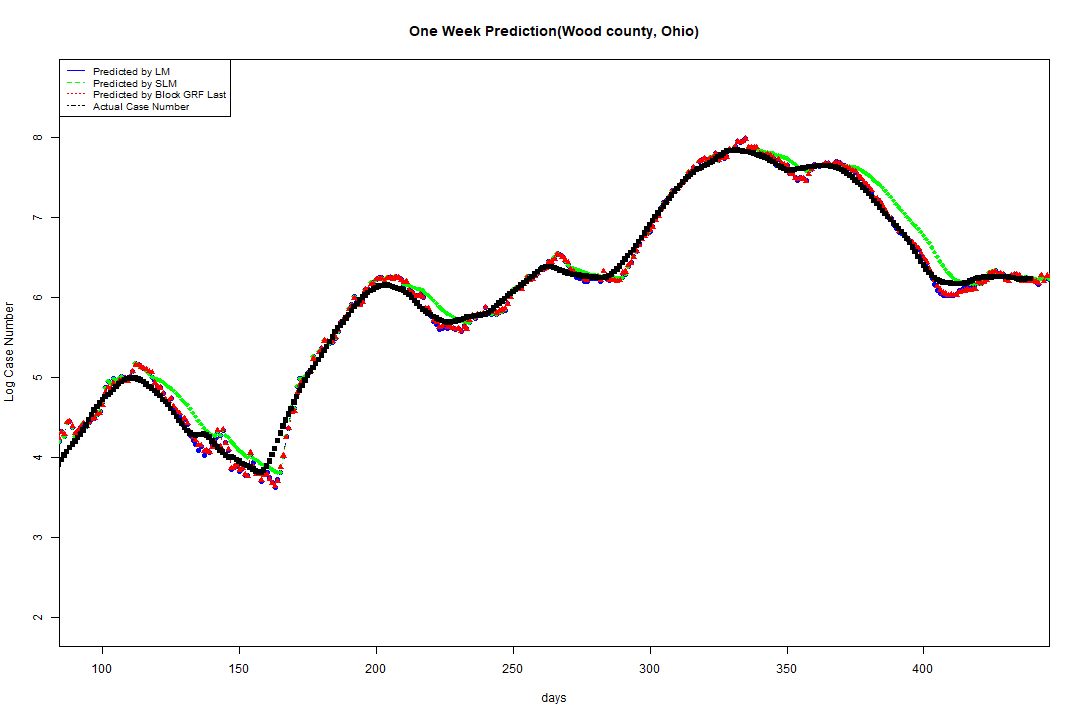 One Week Prediction(Wood county, Ohio)
Predicted by LM
Predicted by SLM
Predicted by Block GRF Last
Actual Case Number
8
7
6
5
4
3
2
Log Case Number
100 150 200 250 300 350 400
days